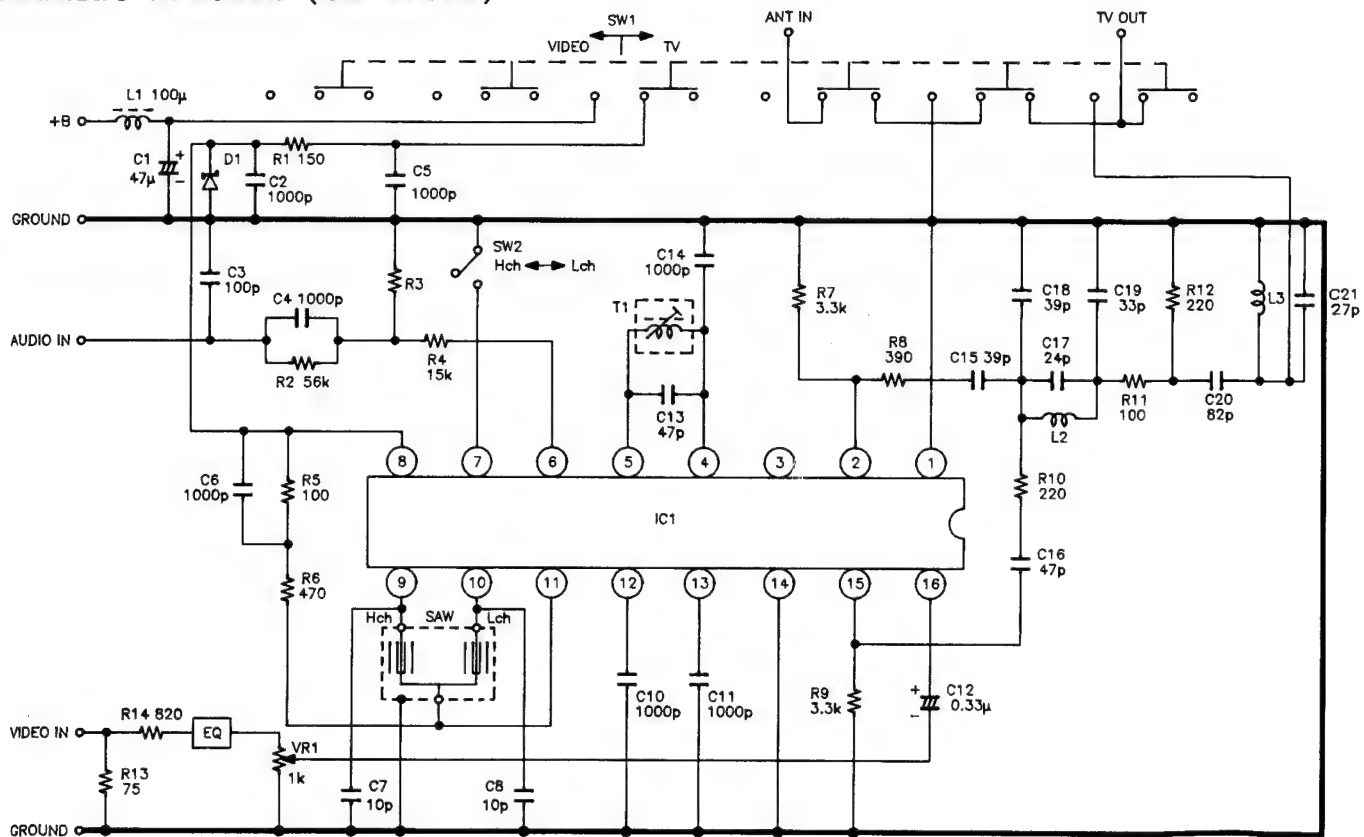 SW1
ANT IN
TV OUT
VIDEO
TV
L1 100μ
+B
C1
47μ
+
−
D1
C2
1000p
R1 150
C5
1000p
GROUND
C3
100p
C4 1000p
R3
SW2
Hch
Lch
C14
1000p
R7
3.3k
C18
39p
C19
33p
R12
220
L3
C21
27p
T1
AUDIO IN
R2 56k
R4
15k
C13
47p
R8
390
C15 39p
C17
24p
L2
R11
100
C20
82p
C6
1000p
R5
100
8
7
6
5
4
3
2
1
R10
220
IC1
C16
47p
R6
470
9
10
11
12
13
14
15
16
Hch
SAW
Lch
C10
1000p
C11
1000p
R9
3.3k
+
−
C12
0.33μ
VIDEO IN
R14 820
EQ
VR1
1k
R13
75
C7
10p
C8
10p
GROUND